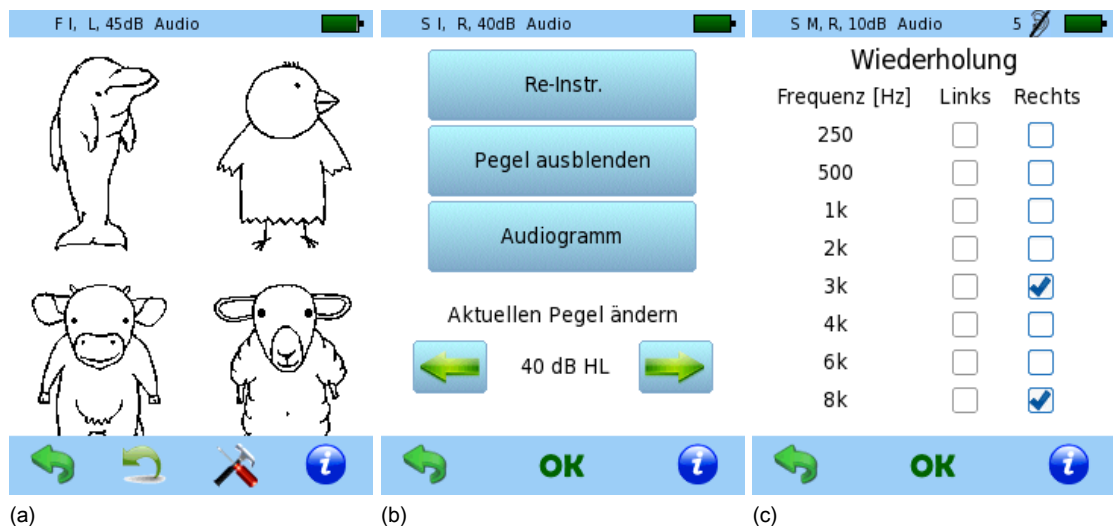 F I, L, 45dB Audio
S I, R, 40dB Audio
Re-Instr.
Pegel ausblenden
Audiogramm
Aktuellen Pegel ändern
40 dB HL
OK
S M, R, 10dB Audio 5
Wiederholung
Frequenz [Hz] Links Rechts
250
500
1k
2k
3k
4k
6k
8k
OK
(a)
(b)
(c)